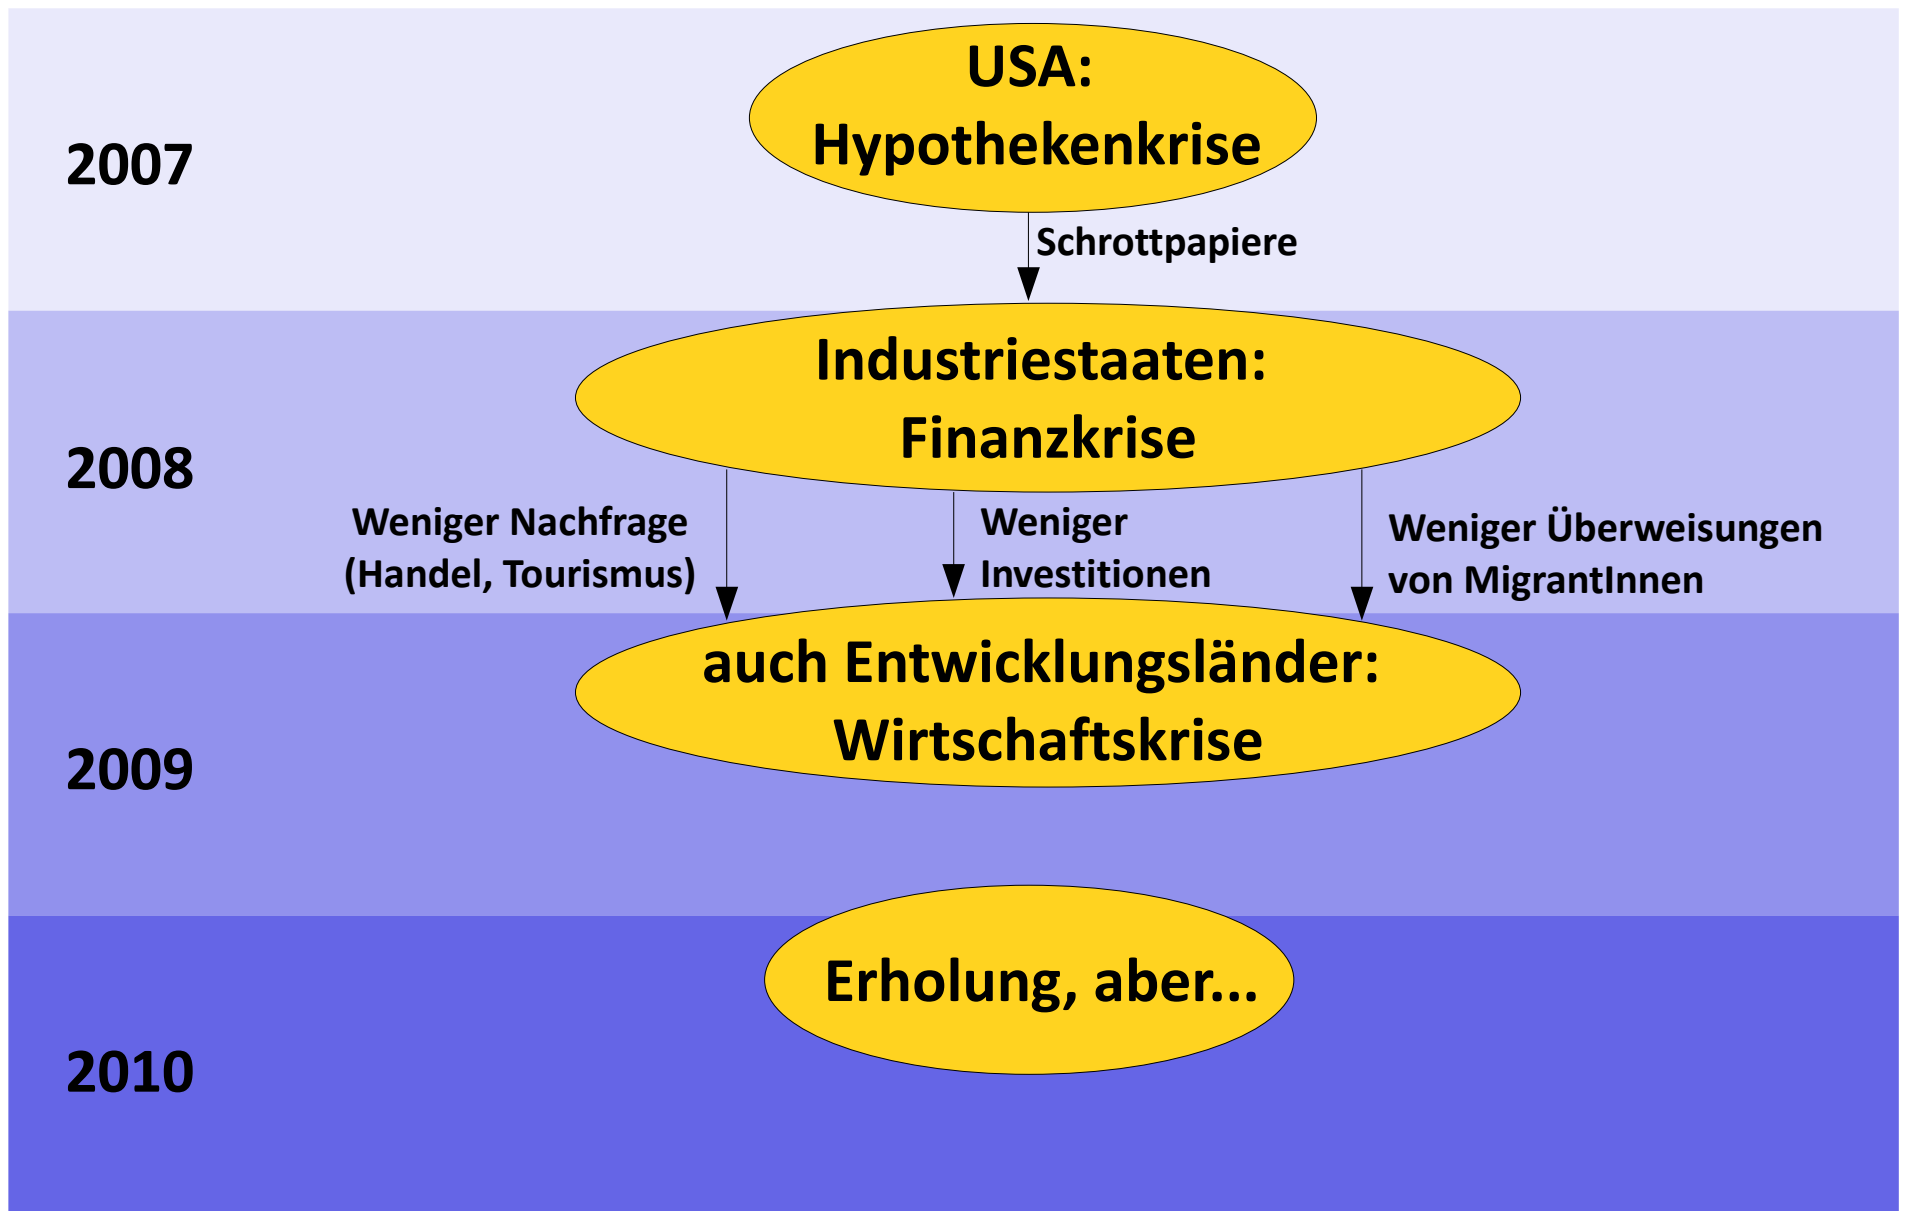 USA:
Hypothekenkrise
2007
Schrottpapiere
Industriestaaten:
Finanzkrise
2008
Weniger Nachfrage
(Handel, Tourismus)
Weniger
Investitionen
Weniger Überweisungen
von MigrantInnen
auch Entwicklungsländer:
Wirtschaftskrise
2009
Erholung, aber...
2010